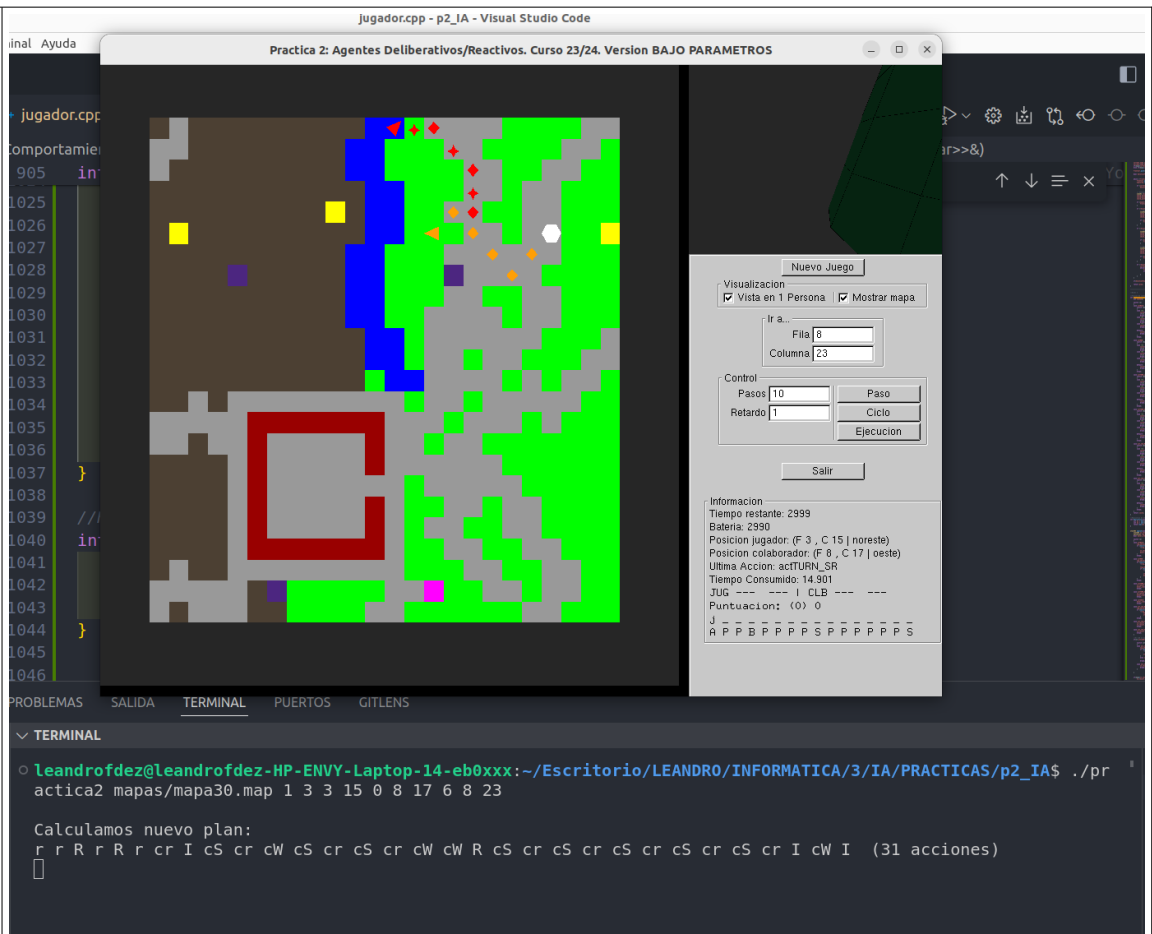 jugador.cpp - p2_IA - Visual Studio Code
inal Ayuda
Practica 2: Agentes Deliberativos/Reactivos. Curso 23/24. Version BAJO PARAMETROS
jugador.cpp
Comportamie
ar>>&)
905 in
1025
1026
1027
1028
1029
1030
1031
1032
1033
1034
1035
1036
1037 }
1038
1039 //
1040 in
1041
1042
1043
1044 }
1045
1046
Nuevo Juego
Visualizacion
Vista en 1 Persona Mostrar mapa
Ir a...
Fila 8
Columna 23
Control
Pasos 10 Paso
Retardo 1 Ciclo
Ejecucion
Salir
Informacion
Tiempo restante: 2999
Bateria: 2990
Posicion jugador: (F 3 , C 15 | noreste)
Posicion colaborador: (F 8 , C 17 | oeste)
Ultima Accion: actTURN_SR
Tiempo Consumido: 14.901
JUG --- --- | CLB --- ---
Puntuacion: (0) 0
J _ _ _ _ _ _ _ _ _ _ _ _ _ _ _
A P P B P P P P S P P P P P P S
PROBLEMAS SALIDA TERMINAL PUERTOS GITLENS
TERMINAL
leandrofdez@leandrofdez-HP-ENVY-Laptop-14-eb0xxx:~/Escritorio/LEANDRO/INFORMATICA/3/IA/PRACTICAS/p2_IA$ ./pr
actica2 mapas/mapa30.map 1 3 3 15 0 8 17 6 8 23
Calculamos nuevo plan:
r r R r R r cr I cS cr cW cS cr cS cr cW cW R cS cr cS cr cS cr cS cr cS cr I cW I (31 acciones)